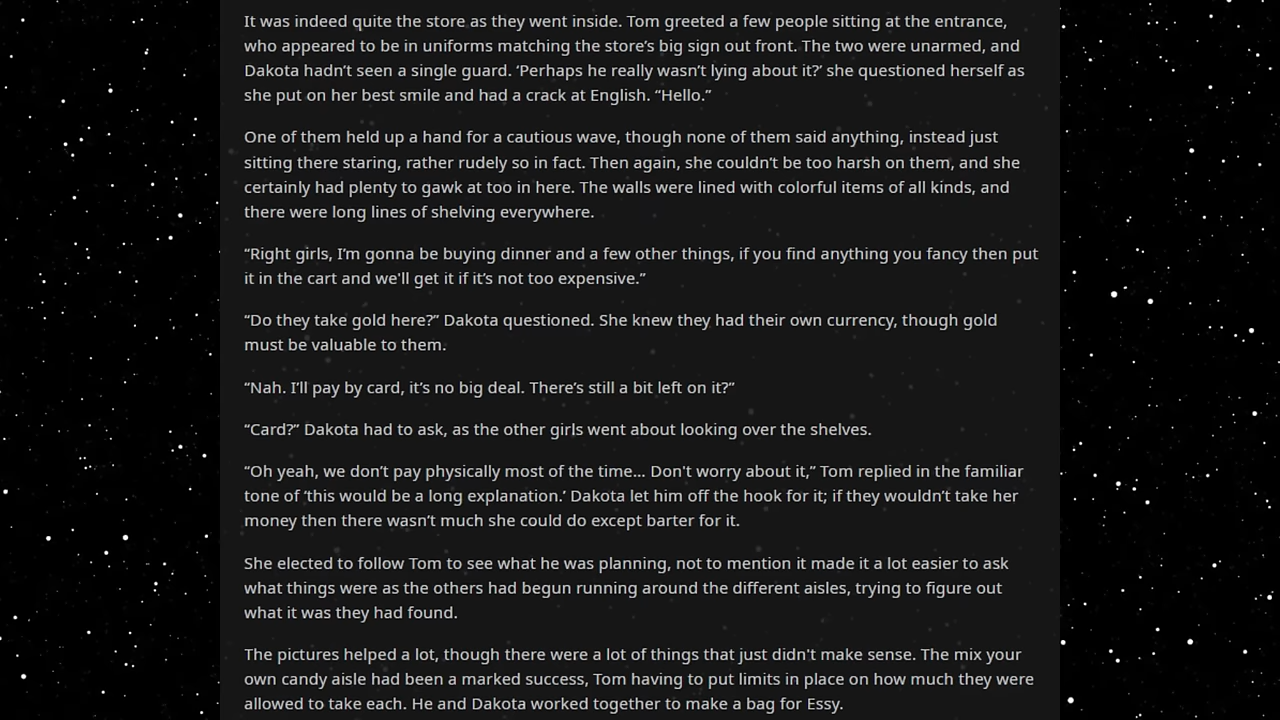 It was indeed quite the store as they went inside. Tom greeted a few people sitting at the entrance,
who appeared to be in uniforms matching the store’s big sign out front. The two were unarmed, and
Dakota hadn’t seen a single guard. ‘Perhaps he really wasn’t lying about it?’ she questioned herself as
she put on her best smile and had a crack at English. “Hello.”
One of them held up a hand for a cautious wave, though none of them said anything, instead just
sitting there staring, rather rudely so in fact. Then again, she couldn’t be too harsh on them, and she
certainly had plenty to gawk at too in here. The walls were lined with colorful items of all kinds, and
there were long lines of shelving everywhere.
“Right girls, I’m gonna be buying dinner and a few other things, if you find anything you fancy then put
it in the cart and we'll get it if it’s not too expensive.”
“Do they take gold here?” Dakota questioned. She knew they had their own currency, though gold
must be valuable to them.
“Nah. I’ll pay by card, it’s no big deal. There’s still a bit left on it?”
“Card?” Dakota had to ask, as the other girls went about looking over the shelves.
“Oh yeah, we don’t pay physically most of the time… Don't worry about it,” Tom replied in the familiar
tone of ‘this would be a long explanation.’ Dakota let him off the hook for it; if they wouldn’t take her
money then there wasn’t much she could do except barter for it.
She elected to follow Tom to see what he was planning, not to mention it made it a lot easier to ask
what things were as the others had begun running around the different aisles, trying to figure out
what it was they had found.
The pictures helped a lot, though there were a lot of things that just didn't make sense. The mix your
own candy aisle had been a marked success, Tom having to put limits in place on how much they were
allowed to take each. He and Dakota worked together to make a bag for Essy.